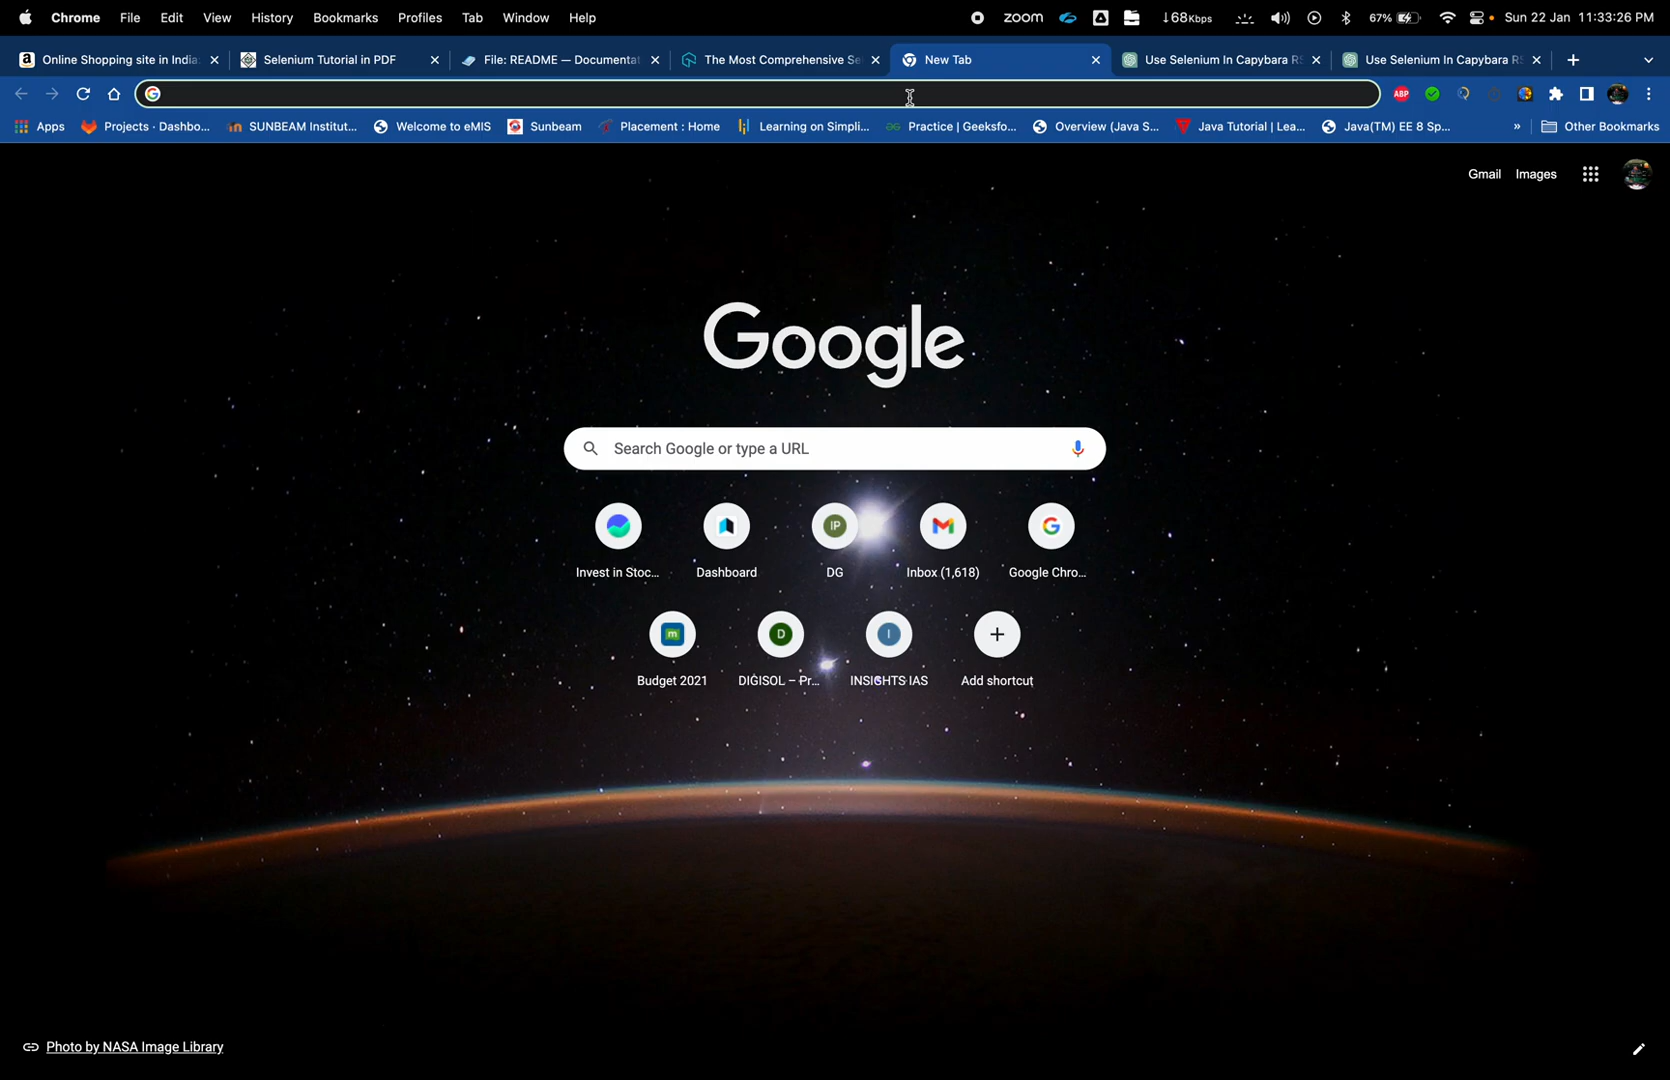 Chrome File Edit View History Bookmarks Profiles Tab Window Help zoom ↓68Kbps 67% Sun 22 Jan 11:33:26 PM
Online Shopping site in India: Selenium Tutorial in PDF File: README — Documentat The Most Comprehensive Se New Tab Use Selenium In Capybara RS Use Selenium In Capybara RS
ABP
Apps Projects · Dashbo... SUNBEAM Institut... Welcome to eMIS Sunbeam Placement : Home Learning on Simpli... Practice | Geeksfo... Overview (Java S... Java Tutorial | Lea... Java(TM) EE 8 Sp... » Other Bookmarks
Gmail Images
Google
Search Google or type a URL
IP
Invest in Stoc... Dashboard DG Inbox (1,618) Google Chro...
m D I
Budget 2021 DIGISOL – Pr... INSIGHTS IAS Add shortcut
Photo by NASA Image Library